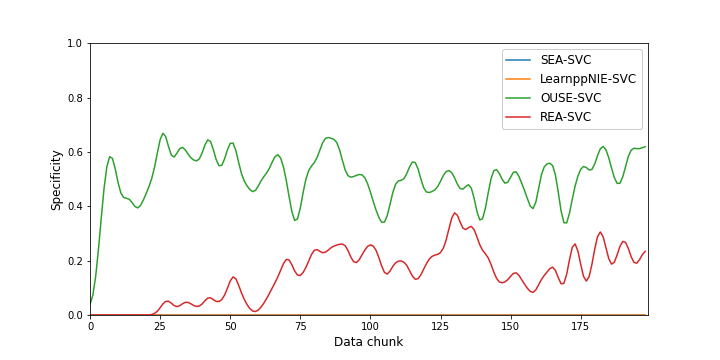 1.0
0.8
0.6
0.4
0.2
0.0
Specificity
0 25 50 75 100 125 150 175
Data chunk
SEA-SVC
LearnppNIE-SVC
OUSE-SVC
REA-SVC